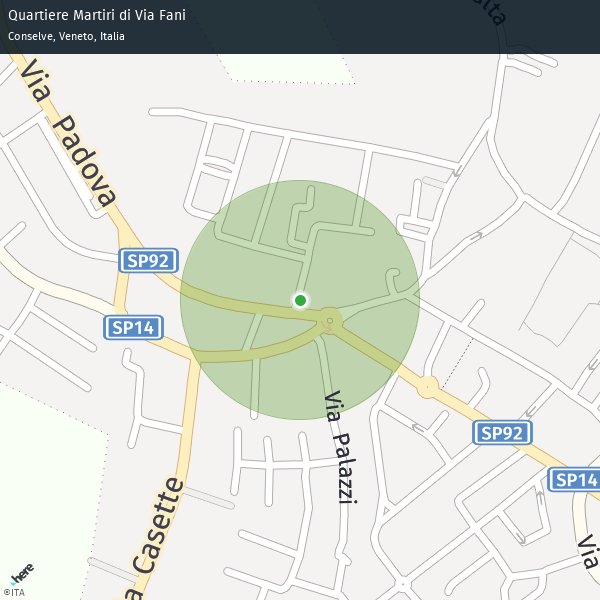 Quartiere Martiri di Via Fani
Conselve, Veneto, Italia
Via Padova
SP92
SP14
Via Palazzi
SP92
SP14
Casette
Via
here
©ITA